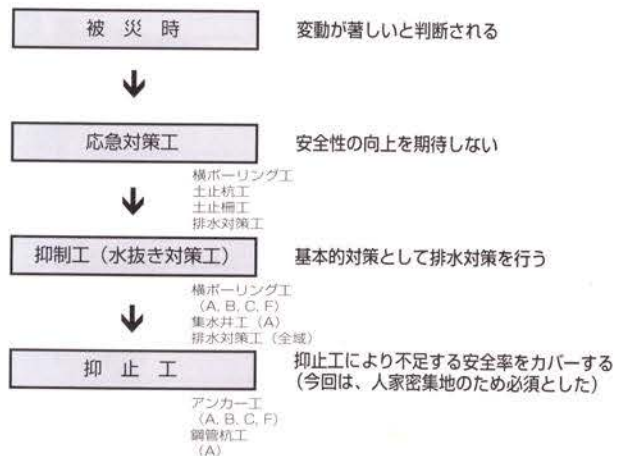 被 災 時
変動が著しいと判断される
応急対策工
安全性の向上を期待しない
横ボーリング工
土止杭工
土止柵工
排水対策工
抑制工（水抜き対策工）
基本的対策として排水対策を行う
横ボーリング工
（A, B, C, F）
集水井工（A）
排水対策工（全域）
抑 止 工
抑止工により不足する安全率をカバーする
（今回は、人家密集地のため必須とした）
アンカー工
（A, B, C, F）
鋼管杭工
（A）